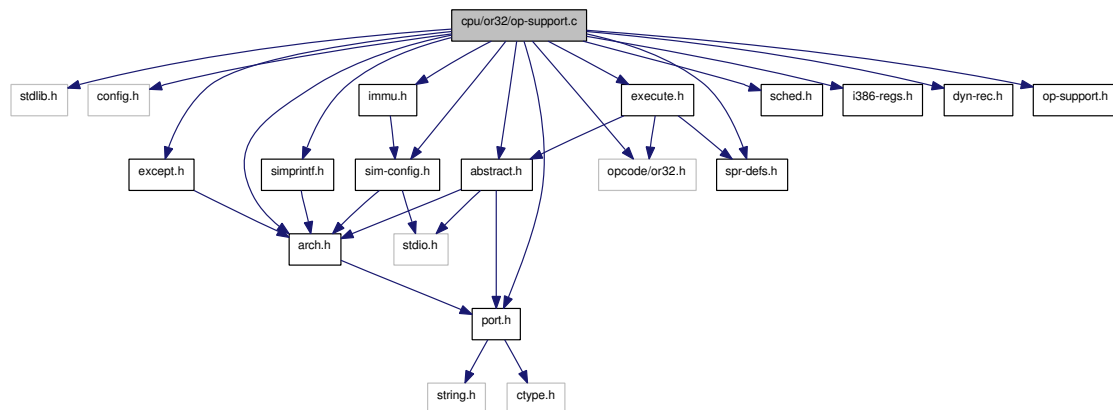 cpu/or32/op-support.c
stdlib.h
config.h
immu.h
execute.h
sched.h
i386-regs.h
dyn-rec.h
op-support.h
except.h
simprintf.h
sim-config.h
abstract.h
opcode/or32.h
spr-defs.h
arch.h
stdio.h
port.h
string.h
ctype.h